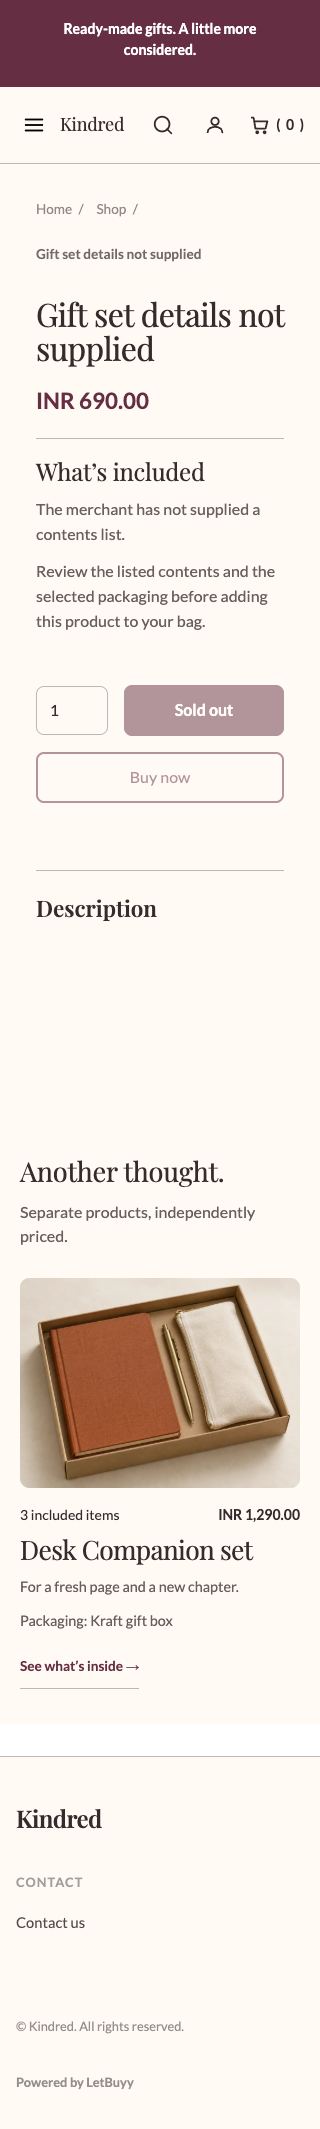 Ready-made gifts. A little more
considered.
Kindred
( 0 )
Home / Shop /
Gift set details not supplied
Gift set details not
supplied
INR 690.00
What’s included
The merchant has not supplied a
contents list.
Review the listed contents and the
selected packaging before adding
this product to your bag.
1
Sold out
Buy now
Description
Another thought.
Separate products, independently
priced.
3 included items
INR 1,290.00
Desk Companion set
For a fresh page and a new chapter.
Packaging: Kraft gift box
See what’s inside →
Kindred
CONTACT
Contact us
© Kindred. All rights reserved.
Powered by LetBuyy